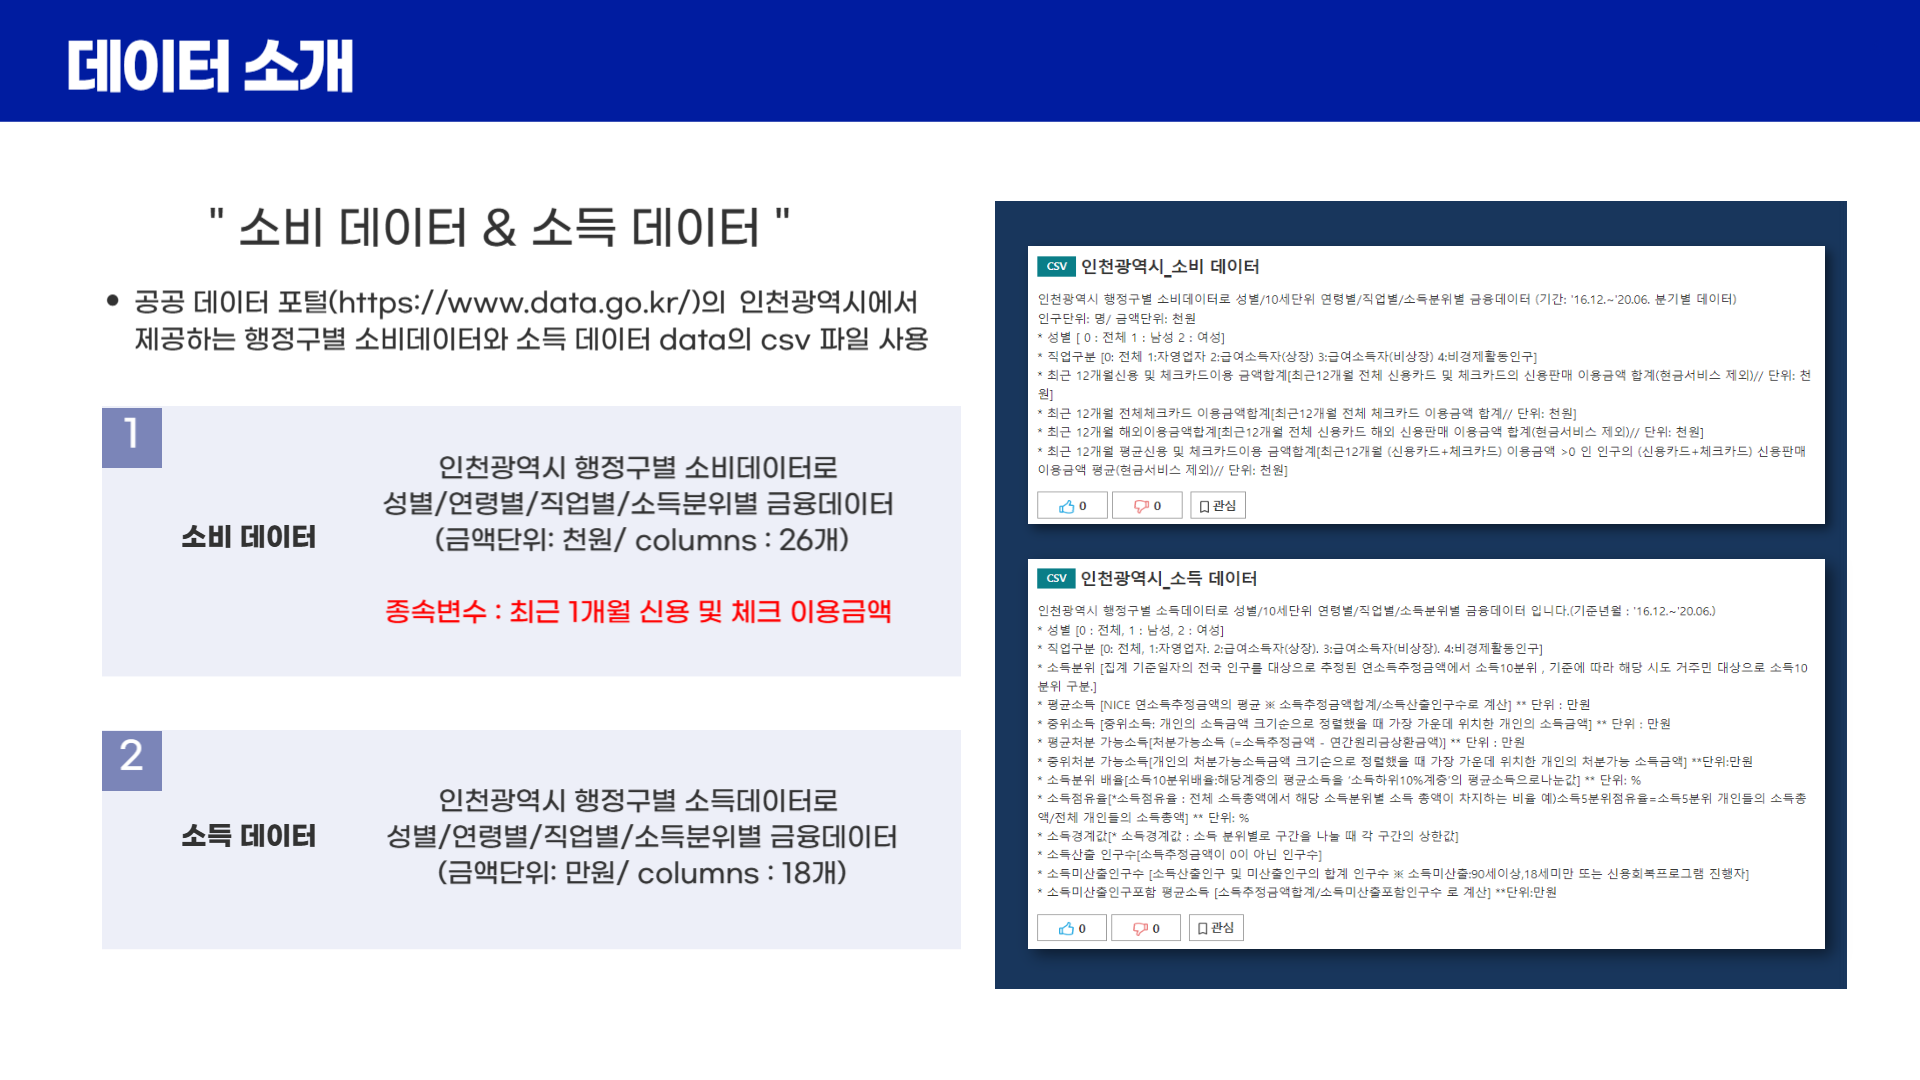 데이터 소개
" 소비 데이터 & 소득 데이터 "
• 공공 데이터 포털(https://www.data.go.kr/)의 인천광역시에서
제공하는 행정구별 소비데이터와 소득 데이터 data의 csv 파일 사용
1
소비 데이터
인천광역시 행정구별 소비데이터로
성별/연령별/직업별/소득분위별 금융데이터
(금액단위: 천원/ columns : 26개)
종속변수 : 최근 1개월 신용 및 체크 이용금액
2
소득 데이터
인천광역시 행정구별 소득데이터로
성별/연령별/직업별/소득분위별 금융데이터
(금액단위: 만원/ columns : 18개)
CSV 인천광역시_소비 데이터
인천광역시 행정구별 소비데이터로 성별/10세단위 연령별/직업별/소득분위별 금융데이터 (기간: '16.12.~'20.06. 분기별 데이터)
인구단위: 명/ 금액단위: 천원
* 성별 [ 0 : 전체 1 : 남성 2 : 여성]
* 직업구분 [0: 전체 1:자영업자 2:급여소득자(상장) 3:급여소득자(비상장) 4:비경제활동인구]
* 최근 12개월신용 및 체크카드이용 금액합계[최근12개월 전체 신용카드 및 체크카드의 신용판매 이용금액 합계(현금서비스 제외)// 단위: 천
원]
* 최근 12개월 전체체크카드 이용금액합계[최근12개월 전체 체크카드 이용금액 합계// 단위: 천원]
* 최근 12개월 해외이용금액합계[최근12개월 전체 신용카드 해외 신용판매 이용금액 합계(현금서비스 제외)// 단위: 천원]
* 최근 12개월 평균신용 및 체크카드이용 금액합계[최근12개월 (신용카드+체크카드) 이용금액 >0 인 인구의 (신용카드+체크카드) 신용판매
이용금액 평균(현금서비스 제외)// 단위: 천원]
0 0 관심
CSV 인천광역시_소득 데이터
인천광역시 행정구별 소득데이터로 성별/10세단위 연령별/직업별/소득분위별 금융데이터 입니다.(기준년월 : '16.12.~'20.06.)
* 성별 [0 : 전체, 1 : 남성, 2 : 여성]
* 직업구분 [0: 전체, 1:자영업자. 2:급여소득자(상장). 3:급여소득자(비상장). 4:비경제활동인구]
* 소득분위 [집계 기준일자의 전국 인구를 대상으로 추정된 연소득추정금액에서 소득10분위 , 기준에 따라 해당 시도 거주민 대상으로 소득10
분위 구분.]
* 평균소득 [NICE 연소득추정금액의 평균 ※ 소득추정금액합계/소득산출인구수로 계산] ** 단위 : 만원
* 중위소득 [중위소득: 개인의 소득금액 크기순으로 정렬했을 때 가장 가운데 위치한 개인의 소득금액] ** 단위 : 만원
* 평균처분 가능소득[처분가능소득 (=소득추정금액 - 연간원리금상환금액)] ** 단위 : 만원
* 중위처분 가능소득[개인의 처분가능소득금액 크기순으로 정렬했을 때 가장 가운데 위치한 개인의 처분가능 소득금액] **단위:만원
* 소득분위 배율[소득10분위배율:해당계층의 평균소득을 '소득하위10%계층'의 평균소득으로나눈값] ** 단위: %
* 소득점유율[*소득점유율 : 전체 소득총액에서 해당 소득분위별 소득 총액이 차지하는 비율 예)소득5분위점유율=소득5분위 개인들의 소득총
액/전체 개인들의 소득총액] ** 단위: %
* 소득경계값[* 소득경계값 : 소득 분위별로 구간을 나눌 때 각 구간의 상한값]
* 소득산출 인구수[소득추정금액이 0이 아닌 인구수]
* 소득미산출인구수 [소득산출인구 및 미산출인구의 합계 인구수 ※ 소득미산출:90세이상,18세미만 또는 신용회복프로그램 진행자]
* 소득미산출인구포함 평균소득 [소득추정금액합계/소득미산출포함인구수 로 계산] **단위:만원
0 0 관심